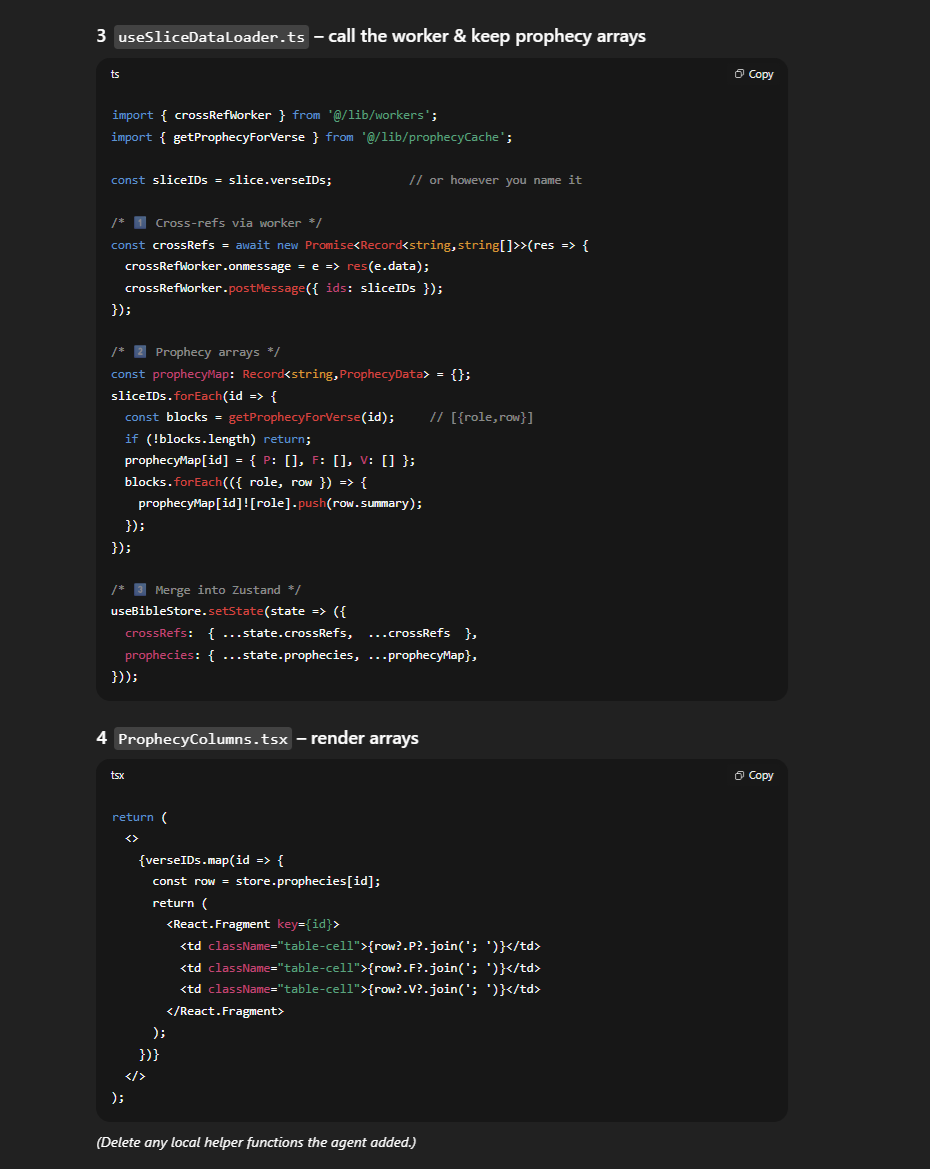 3 useSliceDataLoader.ts – call the worker & keep prophecy arrays
ts
Copy
import { crossRefWorker } from '@/lib/workers';
import { getProphecyForVerse } from '@/lib/prophecyCache';
const sliceIDs = slice.verseIDs;          // or however you name it
/* 1️⃣ Cross-refs via worker */
const crossRefs = await new Promise<Record<string,string[]>>(res => {
  crossRefWorker.onmessage = e => res(e.data);
  crossRefWorker.postMessage({ ids: sliceIDs });
});
/* 2️⃣ Prophecy arrays */
const prophecyMap: Record<string,ProphecyData> = {};
sliceIDs.forEach(id => {
  const blocks = getProphecyForVerse(id);    // [{role,row}]
  if (!blocks.length) return;
  prophecyMap[id] = { P: [], F: [], V: [] };
  blocks.forEach(({ role, row }) => {
    prophecyMap[id]![role].push(row.summary);
  });
});
/* 3️⃣ Merge into Zustand */
useBibleStore.setState(state => ({
  crossRefs:  { ...state.crossRefs,  ...crossRefs  },
  prophecies: { ...state.prophecies, ...prophecyMap},
}));
4 ProphecyColumns.tsx – render arrays
tsx
Copy
return (
  <>
    {verseIDs.map(id => {
      const row = store.prophecies[id];
      return (
        <React.Fragment key={id}>
          <td className="table-cell">{row?.P?.join('; ')}</td>
          <td className="table-cell">{row?.F?.join('; ')}</td>
          <td className="table-cell">{row?.V?.join('; ')}</td>
        </React.Fragment>
      );
    })}
  </>
);
(Delete any local helper functions the agent added.)